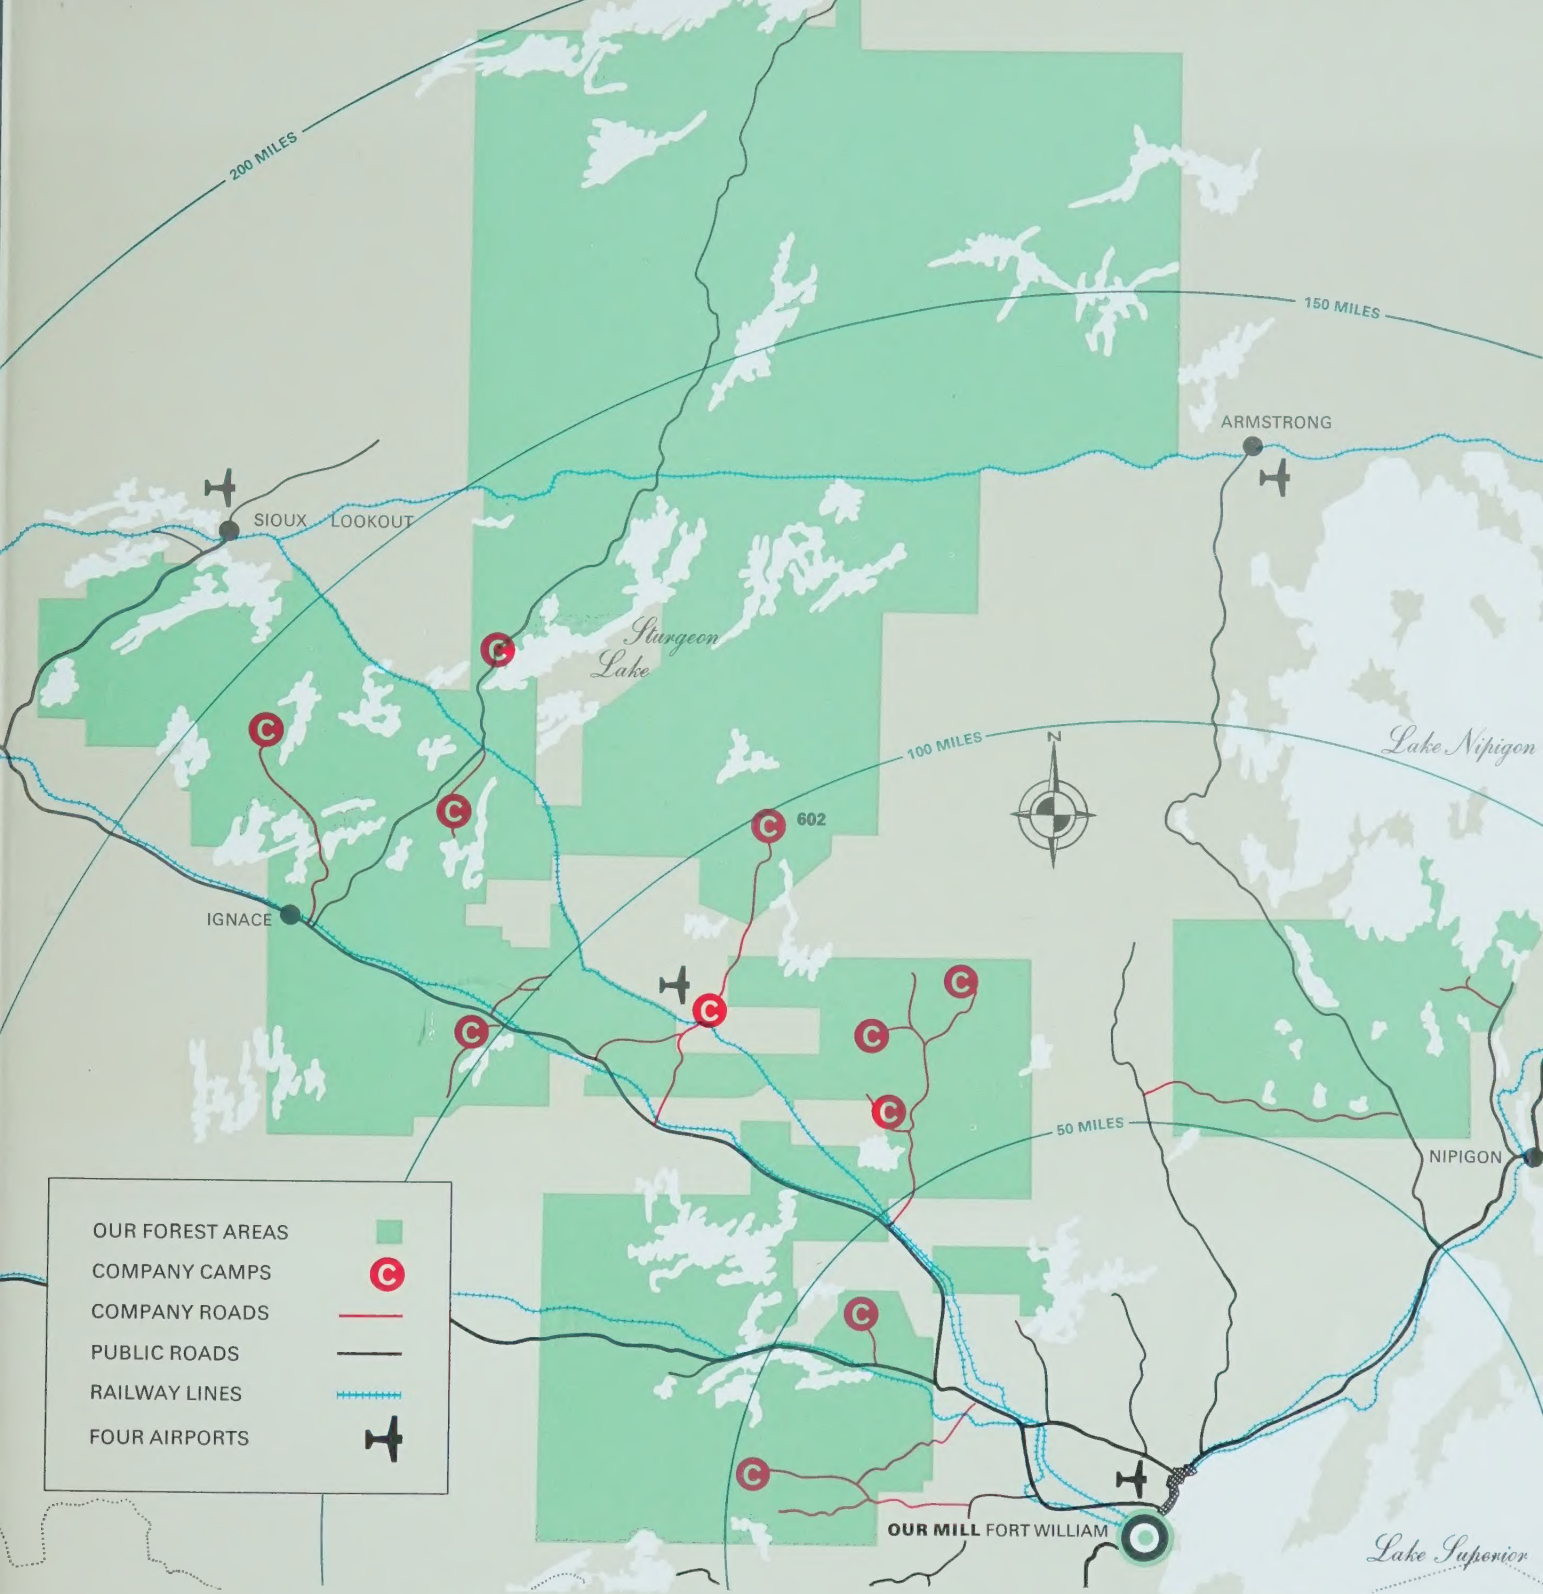 200 MILES
150 MILES
ARMSTRONG
SIOUX LOOKOUT
Sturgeon
Lake
C
C
C
C 602
100 MILES
N
Lake Nipigon
IGNACE
C
C
C
C
C
50 MILES
NIPIGON
OUR FOREST AREAS
COMPANY CAMPS C
COMPANY ROADS
PUBLIC ROADS
RAILWAY LINES
FOUR AIRPORTS
C
C
OUR MILL FORT WILLIAM
Lake Superior